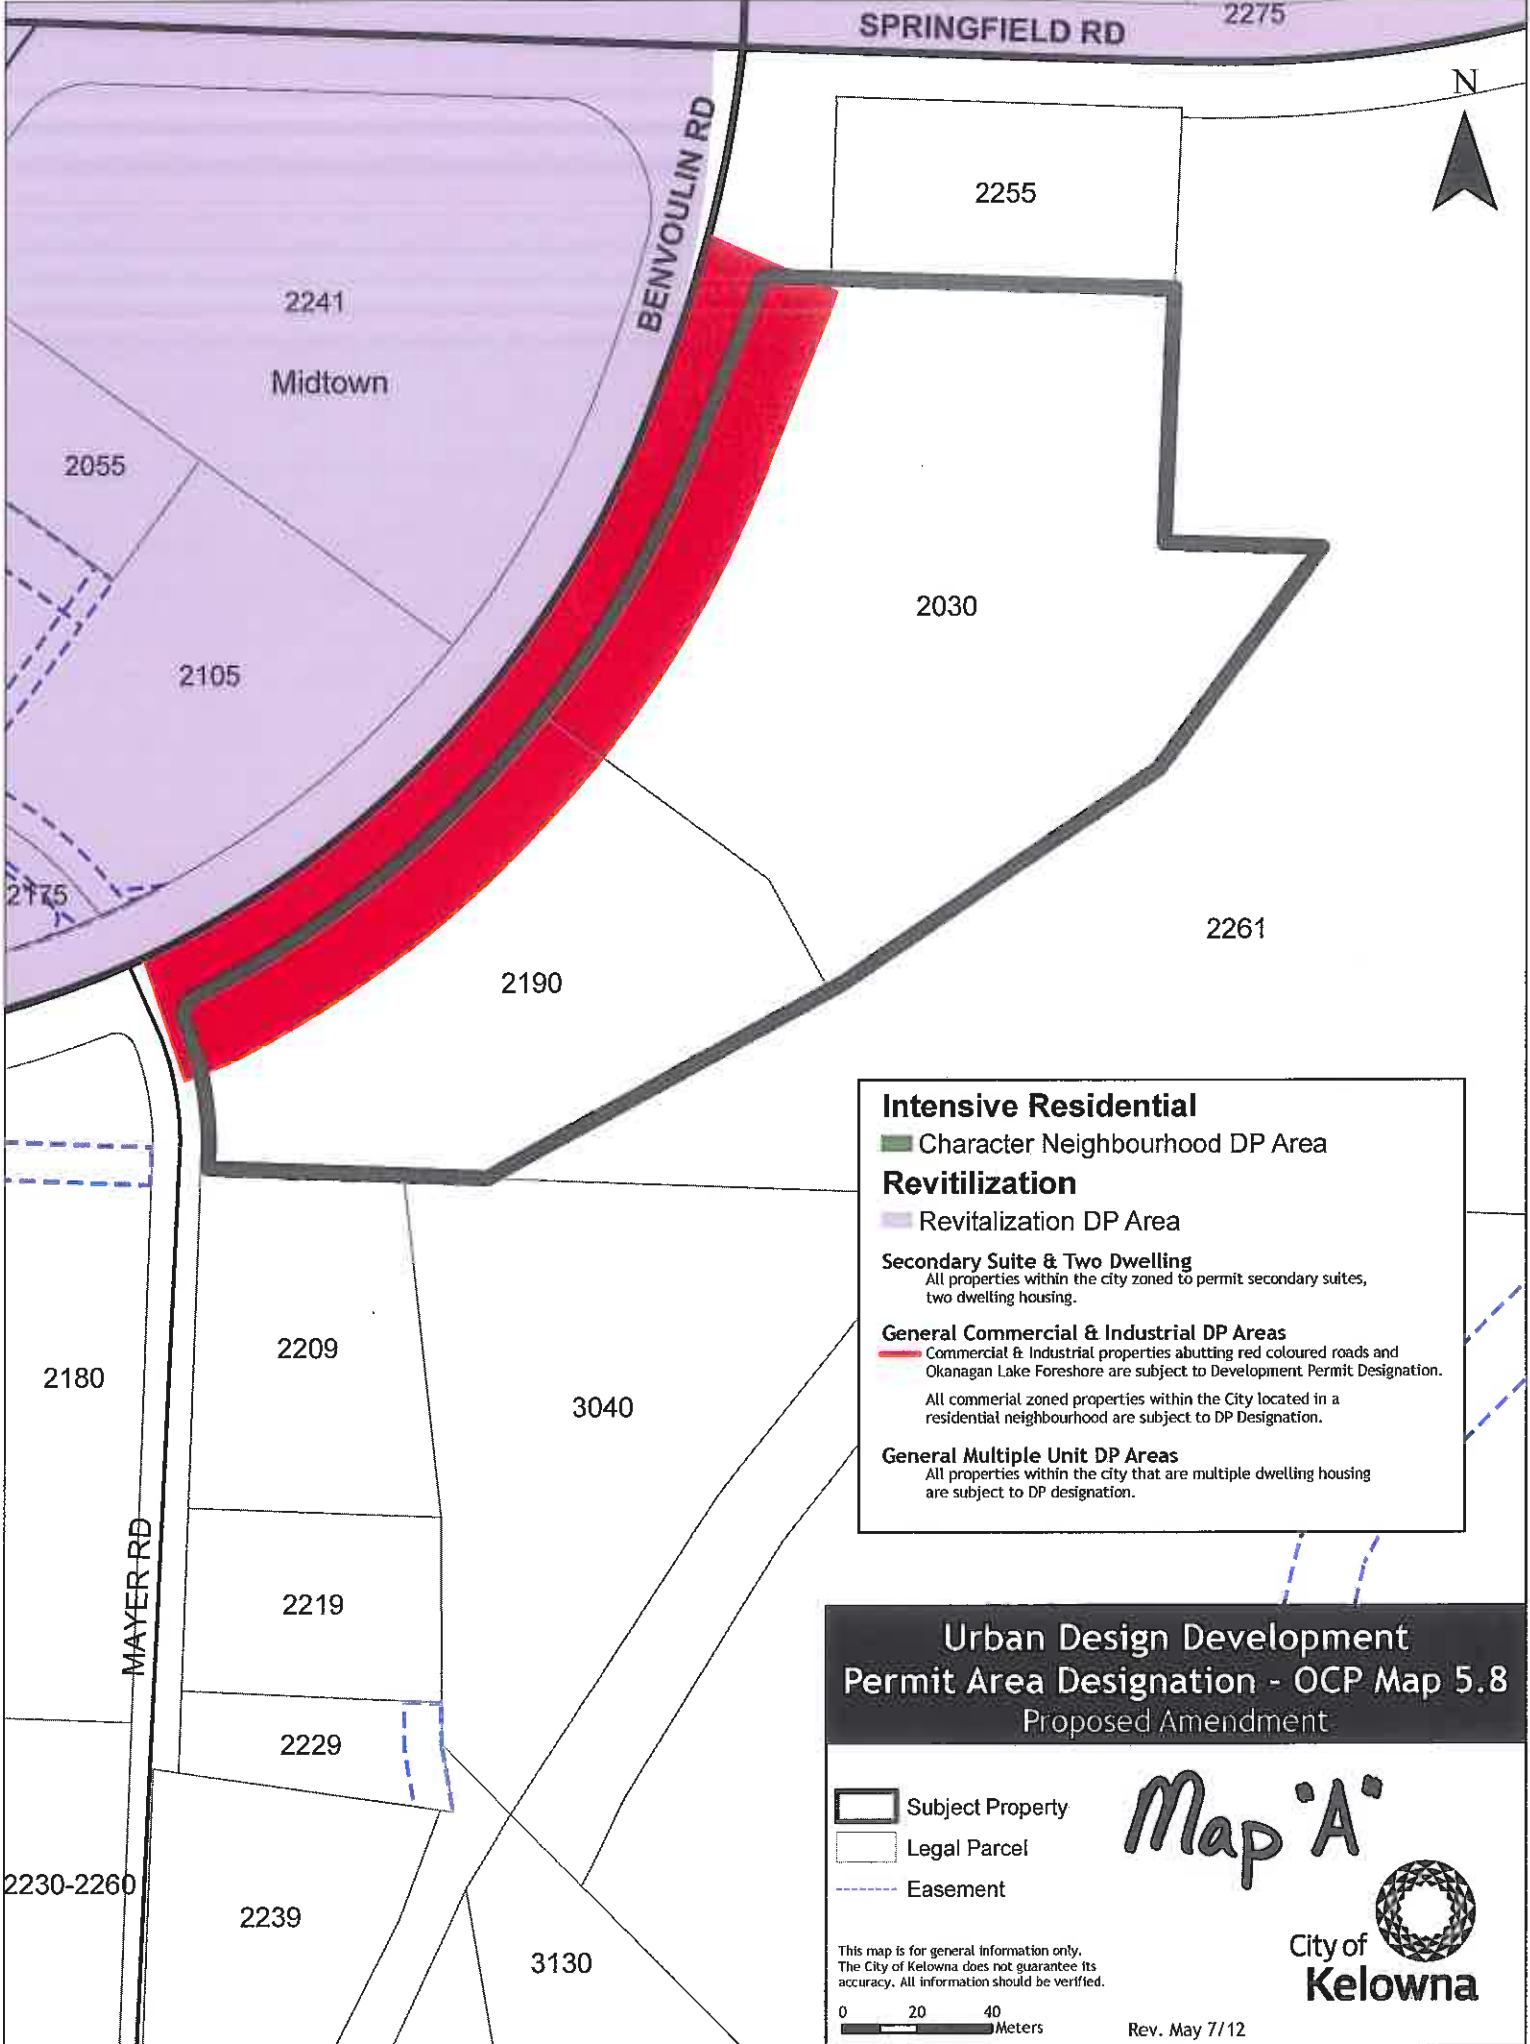 SPRINGFIELD RD
2275
N
BENVOULIN RD
2255
2241
Midtown
2055
2030
2105
2175
2261
2190
Intensive Residential
Character Neighbourhood DP Area
Revitilization
Revitalization DP Area
Secondary Suite & Two Dwelling
All properties within the city zoned to permit secondary suites,
two dwelling housing.
General Commercial & Industrial DP Areas
Commercial & Industrial properties abutting red coloured roads and
Okanagan Lake Foreshore are subject to Development Permit Designation.
All commerial zoned properties within the City located in a
residential neighbourhood are subject to DP Designation.
General Multiple Unit DP Areas
All properties within the city that are multiple dwelling housing
are subject to DP designation.
2209
2180
3040
MAYER RD
2219
2229
2230-2260
2239
3130
Urban Design Development
Permit Area Designation - OCP Map 5.8
Proposed Amendment
Subject Property
Legal Parcel
Easement
Map "A"
This map is for general information only.
The City of Kelowna does not guarantee its
accuracy. All information should be verified.
City of
Kelowna
0 20 40
Meters
Rev. May 7/12